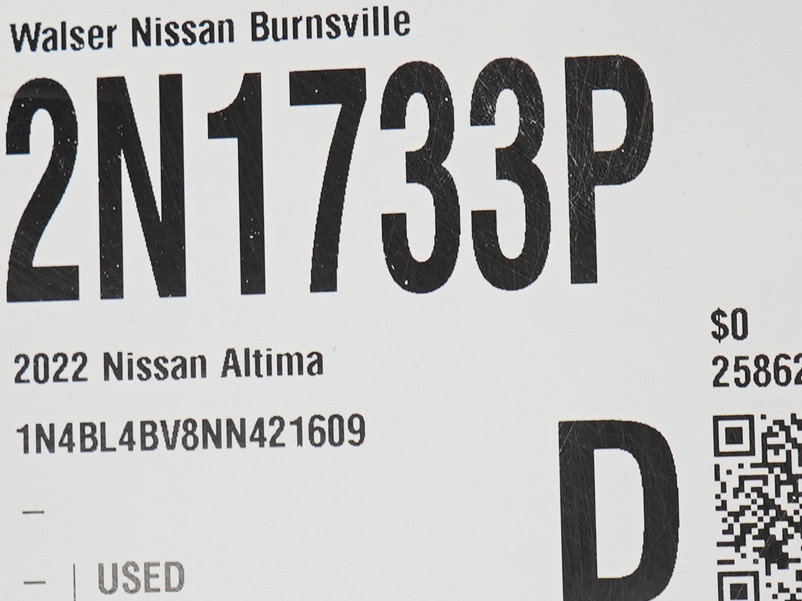 Walser Nissan Burnsville
2N1733P
$0
2022 Nissan Altima
25862
1N4BL4BV8NN421609
D
–
– | USED